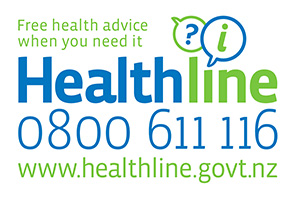 Free health advice
when you need it
? i
Healthline
0800 611 116
www.healthline.govt.nz